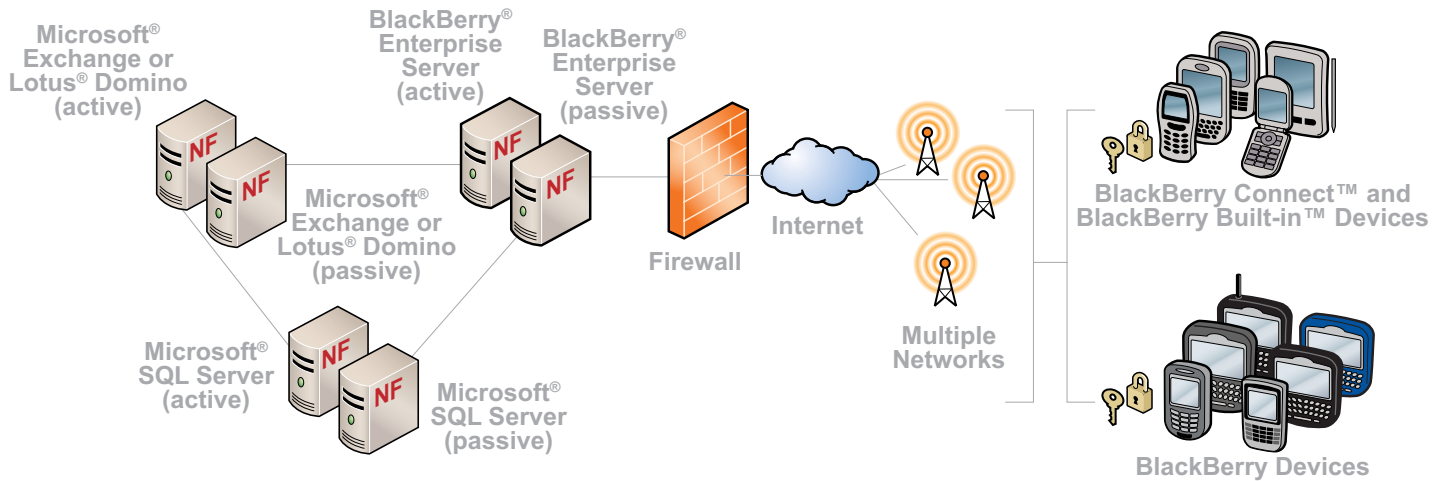 Microsoft®
Exchange or
Lotus® Domino
(active)
NF
NF
Microsoft®
Exchange or
Lotus® Domino
(passive)
BlackBerry®
Enterprise
Server
(active)
BlackBerry®
Enterprise
Server
(passive)
NF
NF
Microsoft®
SQL Server
(active)
NF
NF
Microsoft®
SQL Server
(passive)
Firewall
Internet
Multiple
Networks
BlackBerry Connect™ and
BlackBerry Built-in™ Devices
BlackBerry Devices